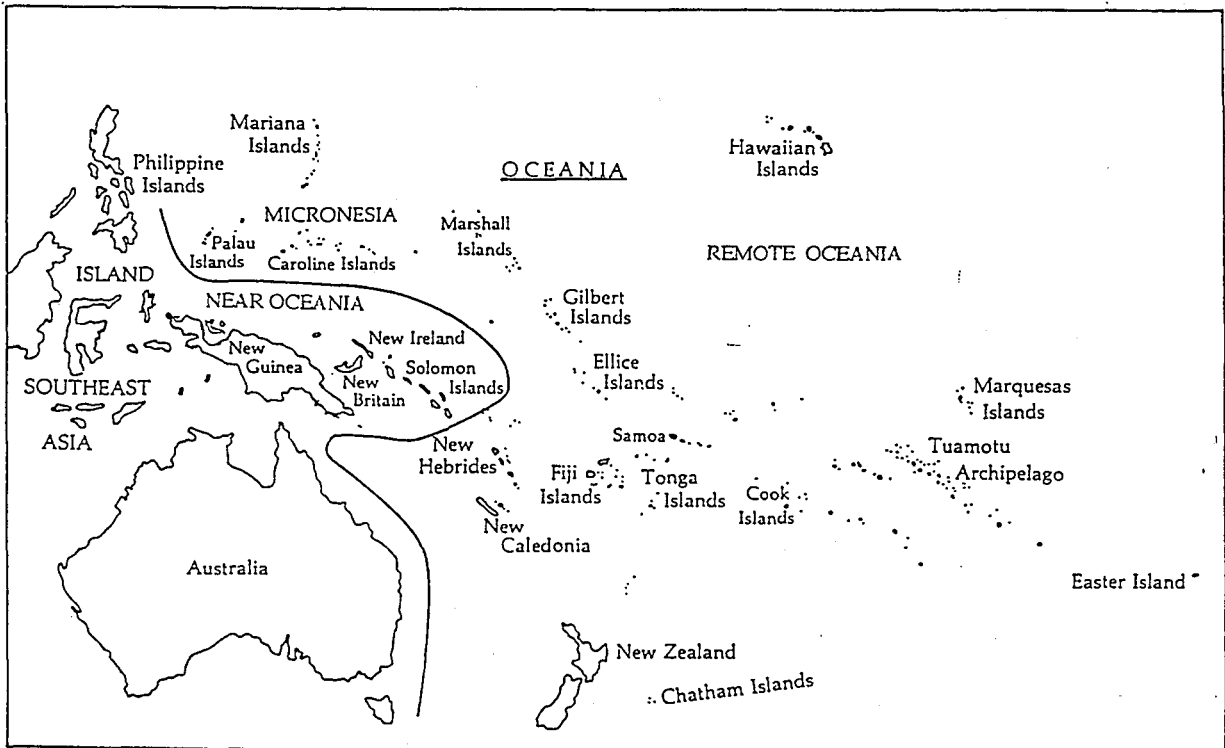 Mariana
Islands
OCEANIA
Hawaiian
Islands
Philippine
Islands
MICRONESIA
Marshall
Islands
Palau
Islands
Caroline Islands
REMOTE OCEANIA
ISLAND
NEAR OCEANIA
Gilbert
Islands
New Ireland
New
Guinea
Solomon
Islands
New
Britain
Ellice
Islands
SOUTHEAST
ASIA
Marquesas
Islands
New
Hebrides
Samoa
Tuamotu
Archipelago
Fiji
Islands
Tonga
Islands
Cook
Islands
New
Caledonia
Australia
Easter Island
New Zealand
Chatham Islands